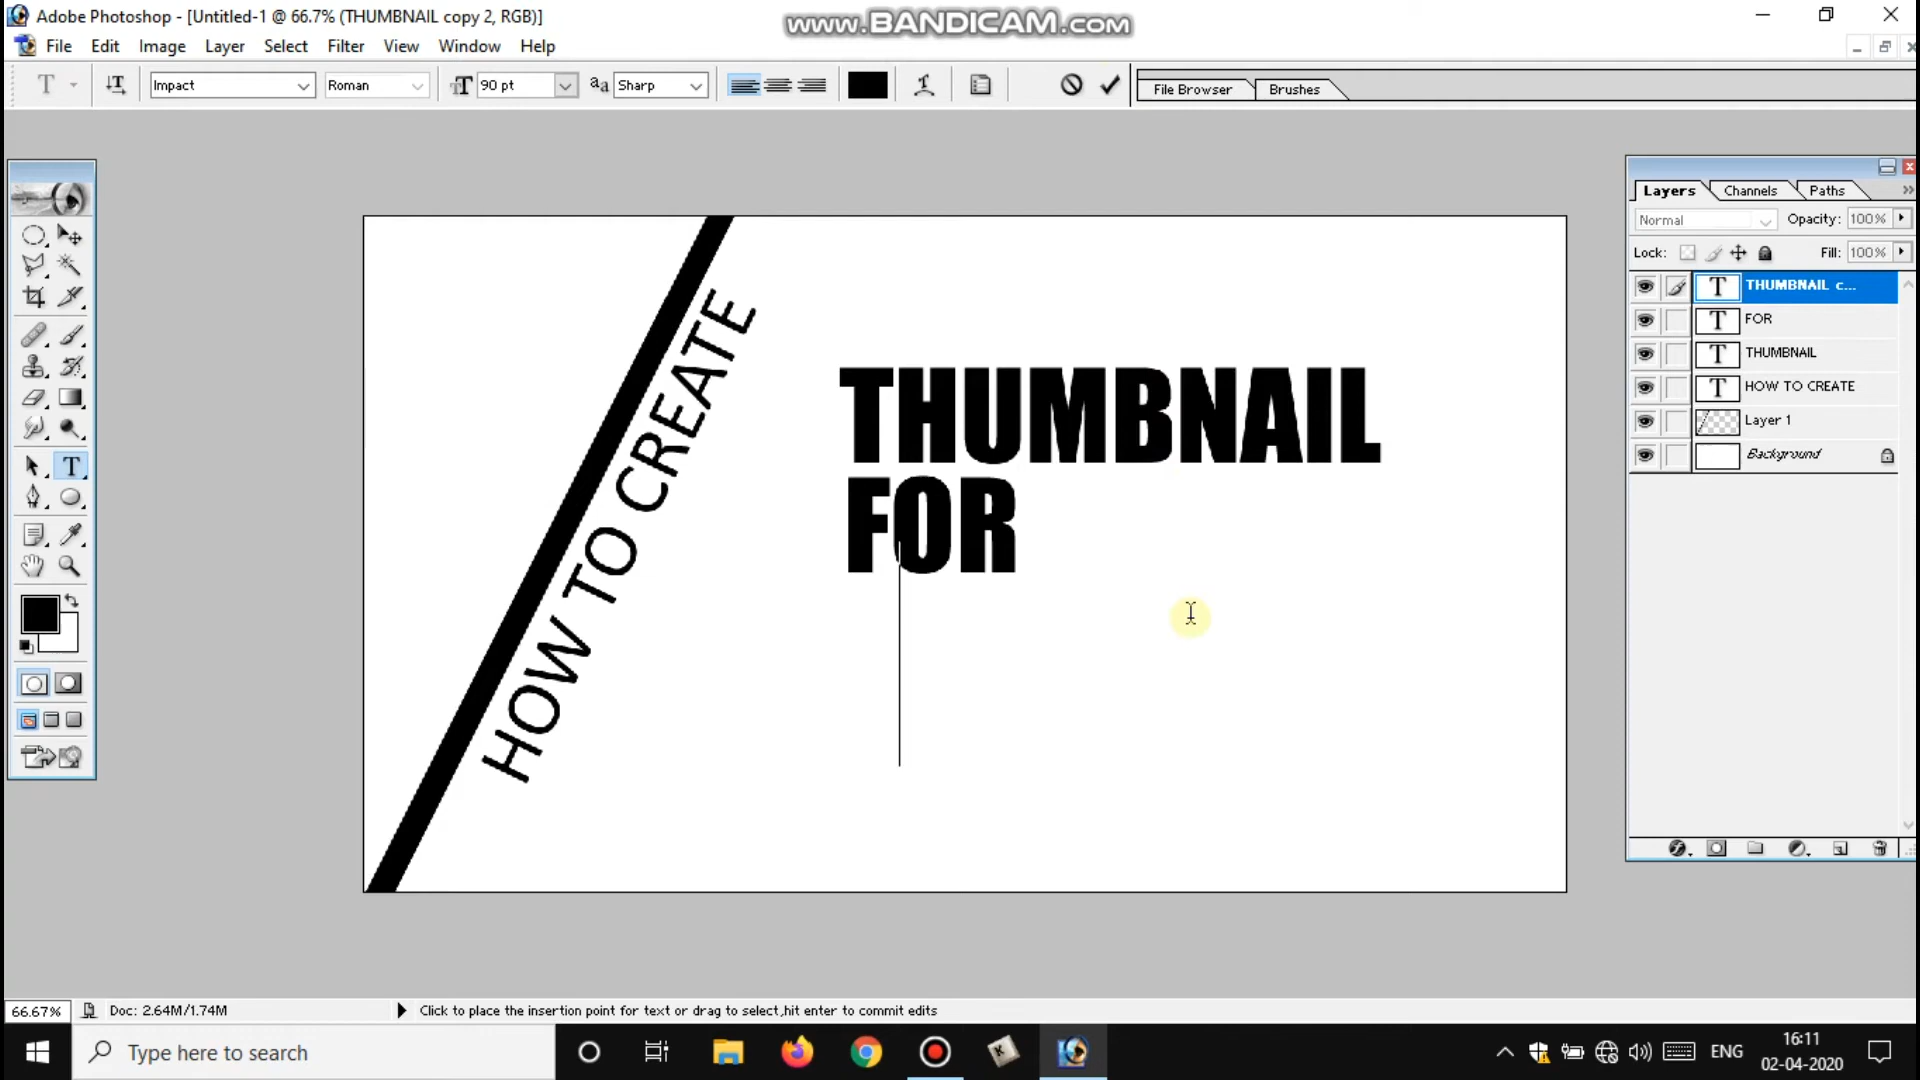 Adobe Photoshop - [Untitled-1 @ 66.7% (THUMBNAIL copy 2, RGB)]
www.BANDICAM.com
File Edit Image Layer Select Filter View Window Help
Impact Roman 90 pt Sharp
File Browser Brushes
Layers Channels Paths
Normal Opacity: 100%
Lock: Fill: 100%
THUMBNAIL c...
FOR
THUMBNAIL
HOW TO CREATE
Layer 1
Background
HOW TO CREATE
THUMBNAIL
FOR
66.67% Doc: 2.64M/1.74M Click to place the insertion point for text or drag to select,hit enter to commit edits
Type here to search
ENG
16:11
02-04-2020